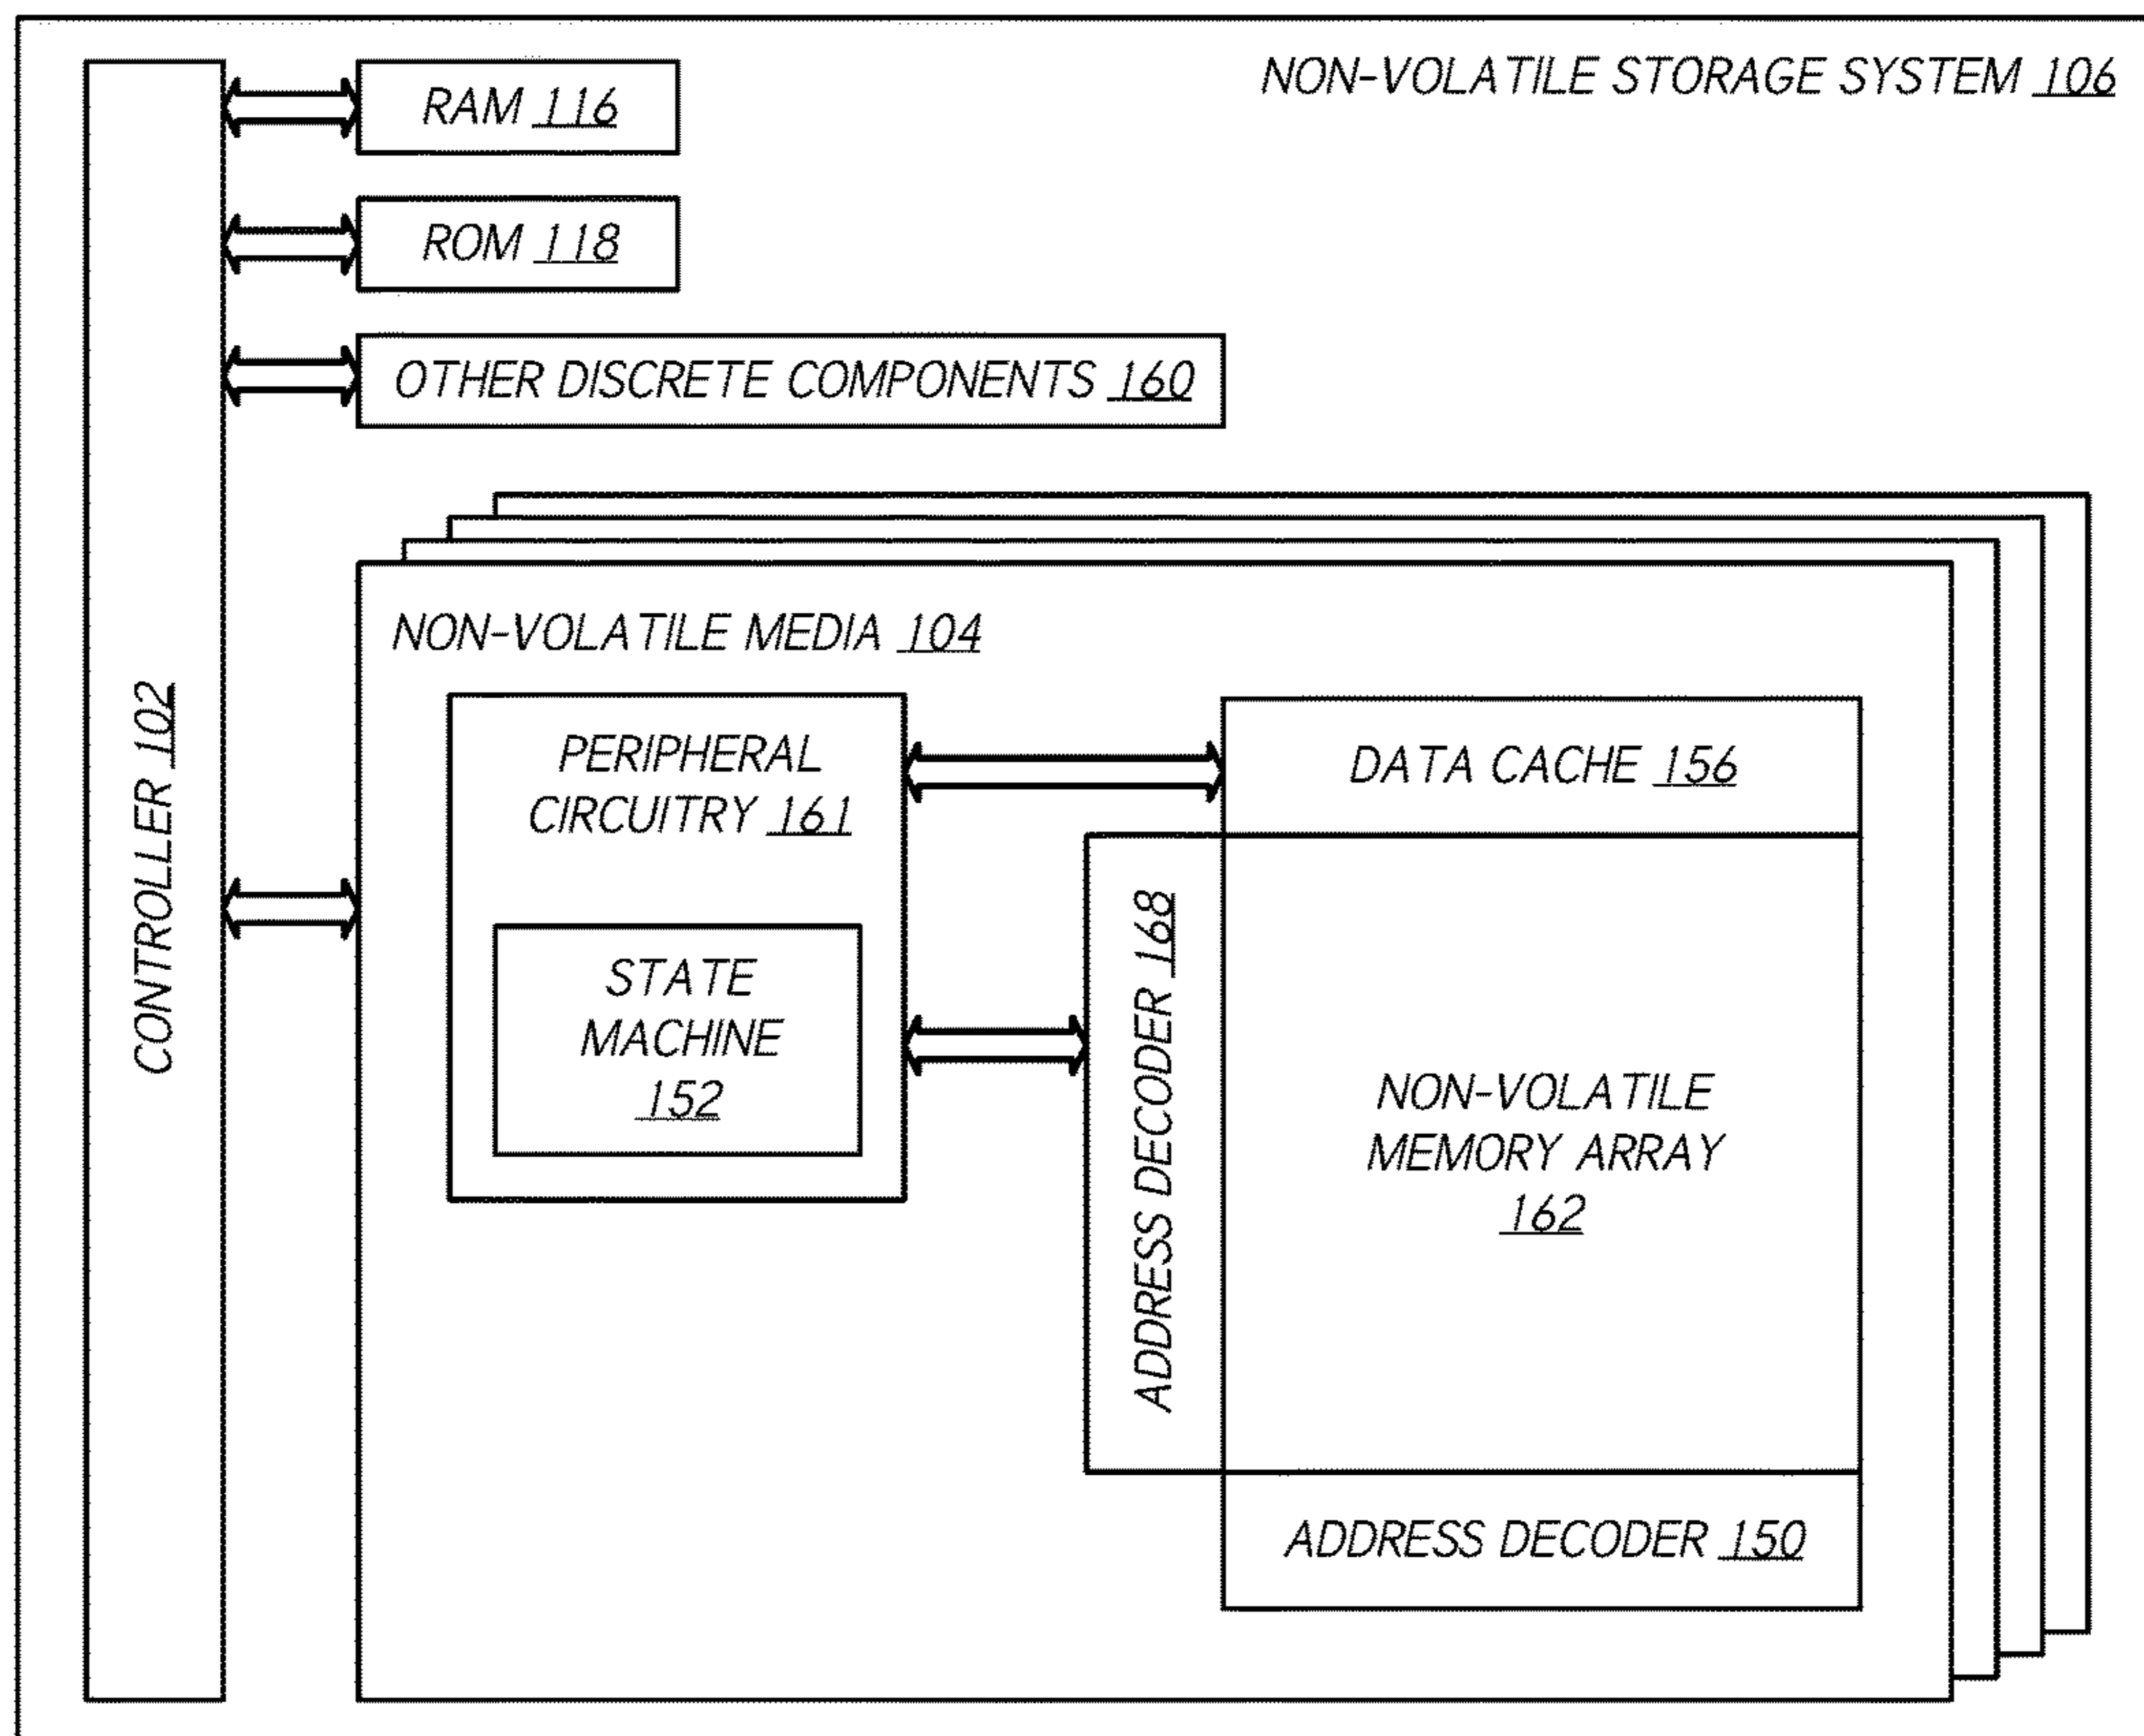 NON-VOLATILE STORAGE SYSTEM 106
RAM 116
ROM 118
OTHER DISCRETE COMPONENTS 160
CONTROLLER 102
NON-VOLATILE MEDIA 104
PERIPHERAL
CIRCUITRY 161
STATE
MACHINE
152
DATA CACHE 156
ADDRESS DECODER 168
NON-VOLATILE
MEMORY ARRAY
162
ADDRESS DECODER 150